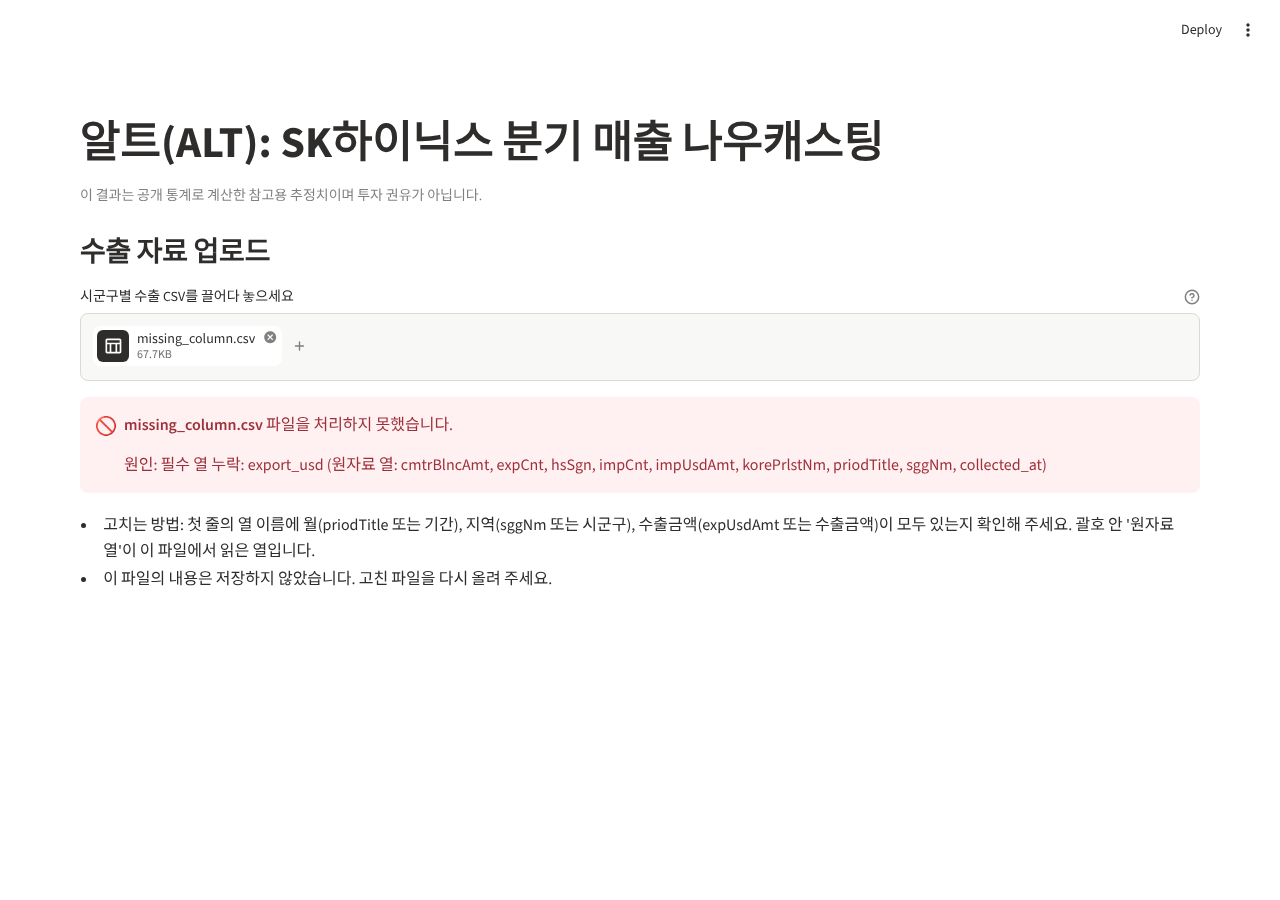 Deploy
알트(ALT): SK하이닉스 분기 매출 나우캐스팅
이 결과는 공개 통계로 계산한 참고용 추정치이며 투자 권유가 아닙니다.
수출 자료 업로드
시군구별 수출 CSV를 끌어다 놓으세요
missing_column.csv
67.7KB
missing_column.csv 파일을 처리하지 못했습니다.
원인: 필수 열 누락: export_usd (원자료 열: cmtrBlncAmt, expCnt, hsSgn, impCnt, impUsdAmt, korePrlstNm, priodTitle, sggNm, collected_at)
고치는 방법: 첫 줄의 열 이름에 월(priodTitle 또는 기간), 지역(sggNm 또는 시군구), 수출금액(expUsdAmt 또는 수출금액)이 모두 있는지 확인해 주세요. 괄호 안 '원자료
열'이 이 파일에서 읽은 열입니다.
이 파일의 내용은 저장하지 않았습니다. 고친 파일을 다시 올려 주세요.